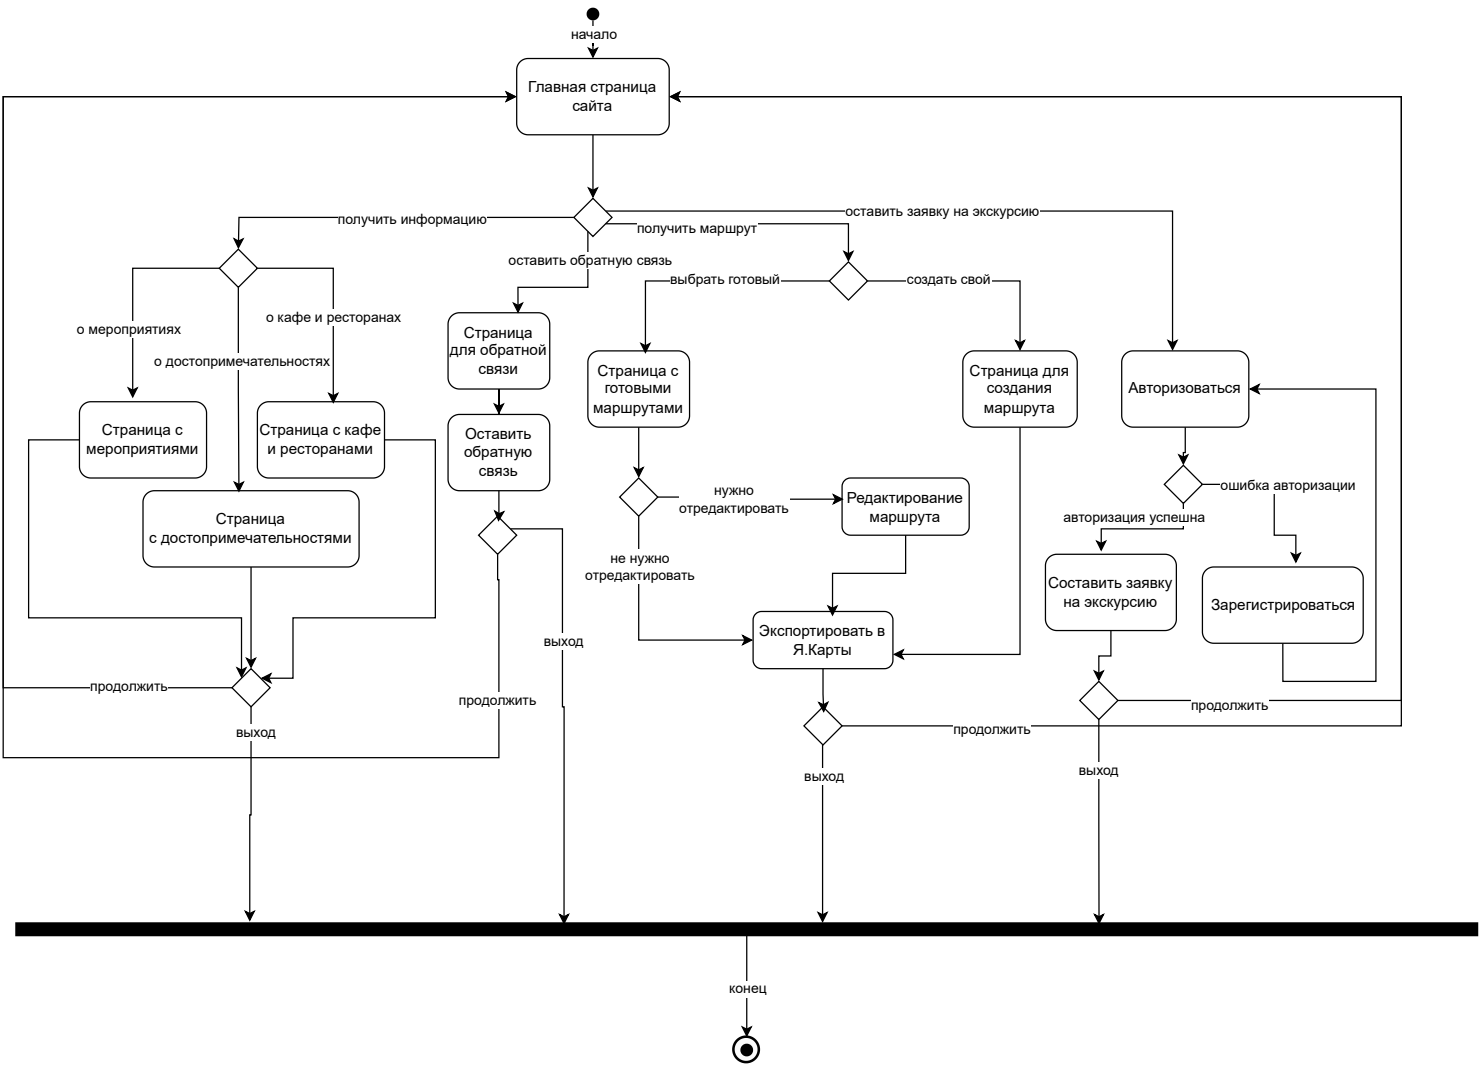 начало
Главная страница
сайта
оставить заявку на экскурсию
получить информацию
получить маршрут
оставить обратную связь
выбрать готовый
создать свой
о кафе и ресторанах
о мероприятиях
о достопримечательностях
Страница
для обратной
связи
Страница с
готовыми
маршрутами
Страница для
создания
маршрута
Авторизоваться
Страница с
мероприятиями
Страница с кафе
и ресторанами
Оставить
обратную
связь
Страница
с достопримечательностями
нужно
отредактировать
Редактирование
маршрута
ошибка авторизации
авторизация успешна
не нужно
отредактировать
Составить заявку
на экскурсию
Зарегистрироваться
Экспортировать в
Я.Карты
выход
продолжить
продолжить
продолжить
продолжить
выход
выход
выход
конец